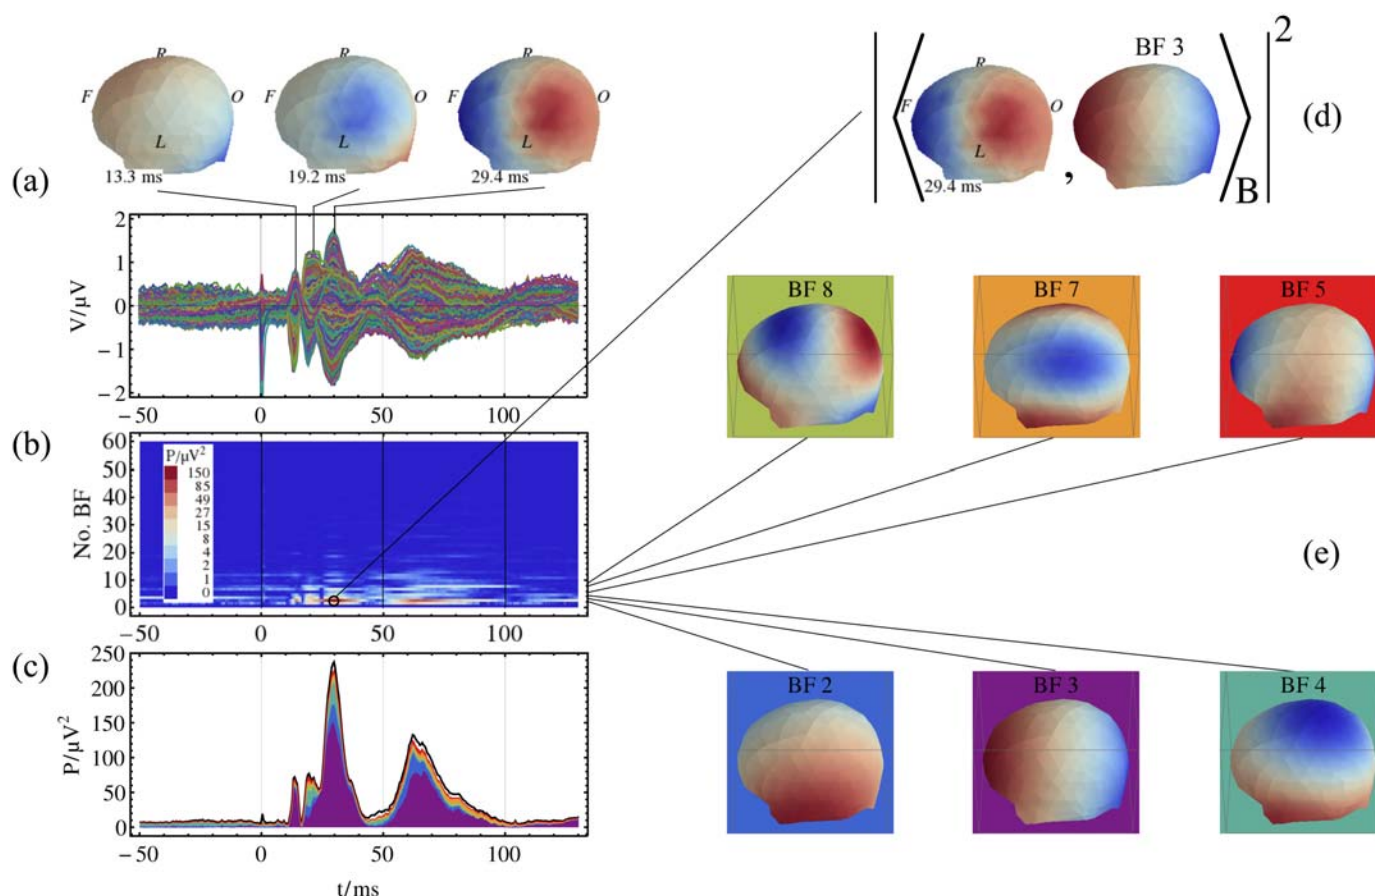 R
F
O
L
13.3 ms
R
F
O
L
19.2 ms
R
F
O
L
29.4 ms
(a)
2
1
0
−1
−2
V/µV
−50 0 50 100
(b)
60
50
40
30
20
10
0
No. BF
P/µV²
150
85
49
27
15
8
4
2
1
0
−50 0 50 100
(c)
250
200
150
100
50
0
P/µV²
−50 0 50 100
t/ms
R
F
O
L
29.4 ms
,
BF 3
B
2
(d)
BF 8
BF 7
BF 5
(e)
BF 2
BF 3
BF 4